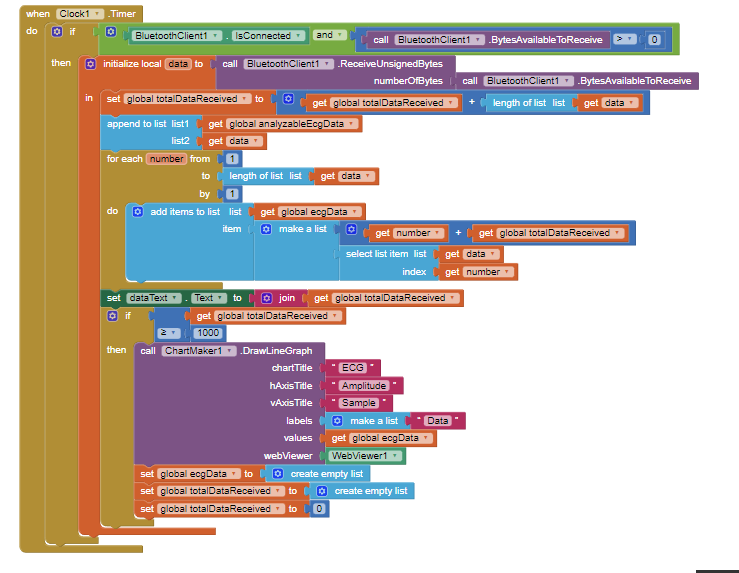 when Clock1 .Timer
do if BluetoothClient1 . IsConnected and call BluetoothClient1 .BytesAvailableToReceive > 0
then initialize local data to call BluetoothClient1 .ReceiveUnsignedBytes
numberOfBytes call BluetoothClient1 .BytesAvailableToReceive
in set global totalDataReceived to get global totalDataReceived + length of list list get data
append to list list1 get global analyzableEcgData
list2 get data
for each number from 1
to length of list list get data
by 1
do add items to list list get global ecgData
item make a list get number + get global totalDataReceived
select list item list get data
index get number
set dataText . Text to join get global totalDataReceived
if get global totalDataReceived
≥ 1000
then call ChartMaker1 .DrawLineGraph
chartTitle " ECG "
hAxisTitle " Amplitude "
vAxisTitle " Sample "
labels make a list " Data "
values get global ecgData
webViewer WebViewer1
set global ecgData to create empty list
set global totalDataReceived to create empty list
set global totalDataReceived to 0